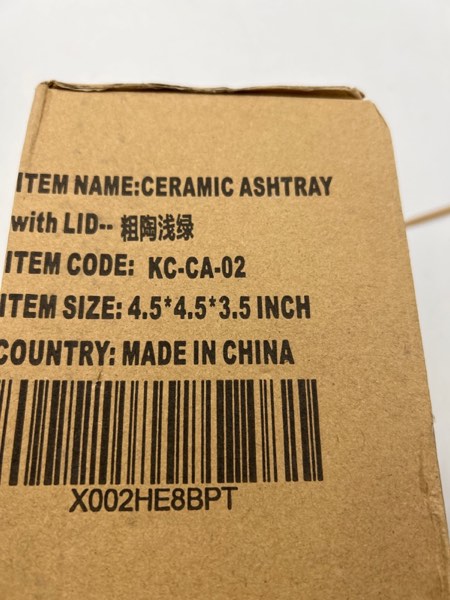 ITEM NAME:CERAMIC ASHTRAY
with LID-- 粗陶浅绿
ITEM CODE: KC-CA-02
ITEM SIZE: 4.5*4.5*3.5 INCH
COUNTRY: MADE IN CHINA
X002HE8BPT